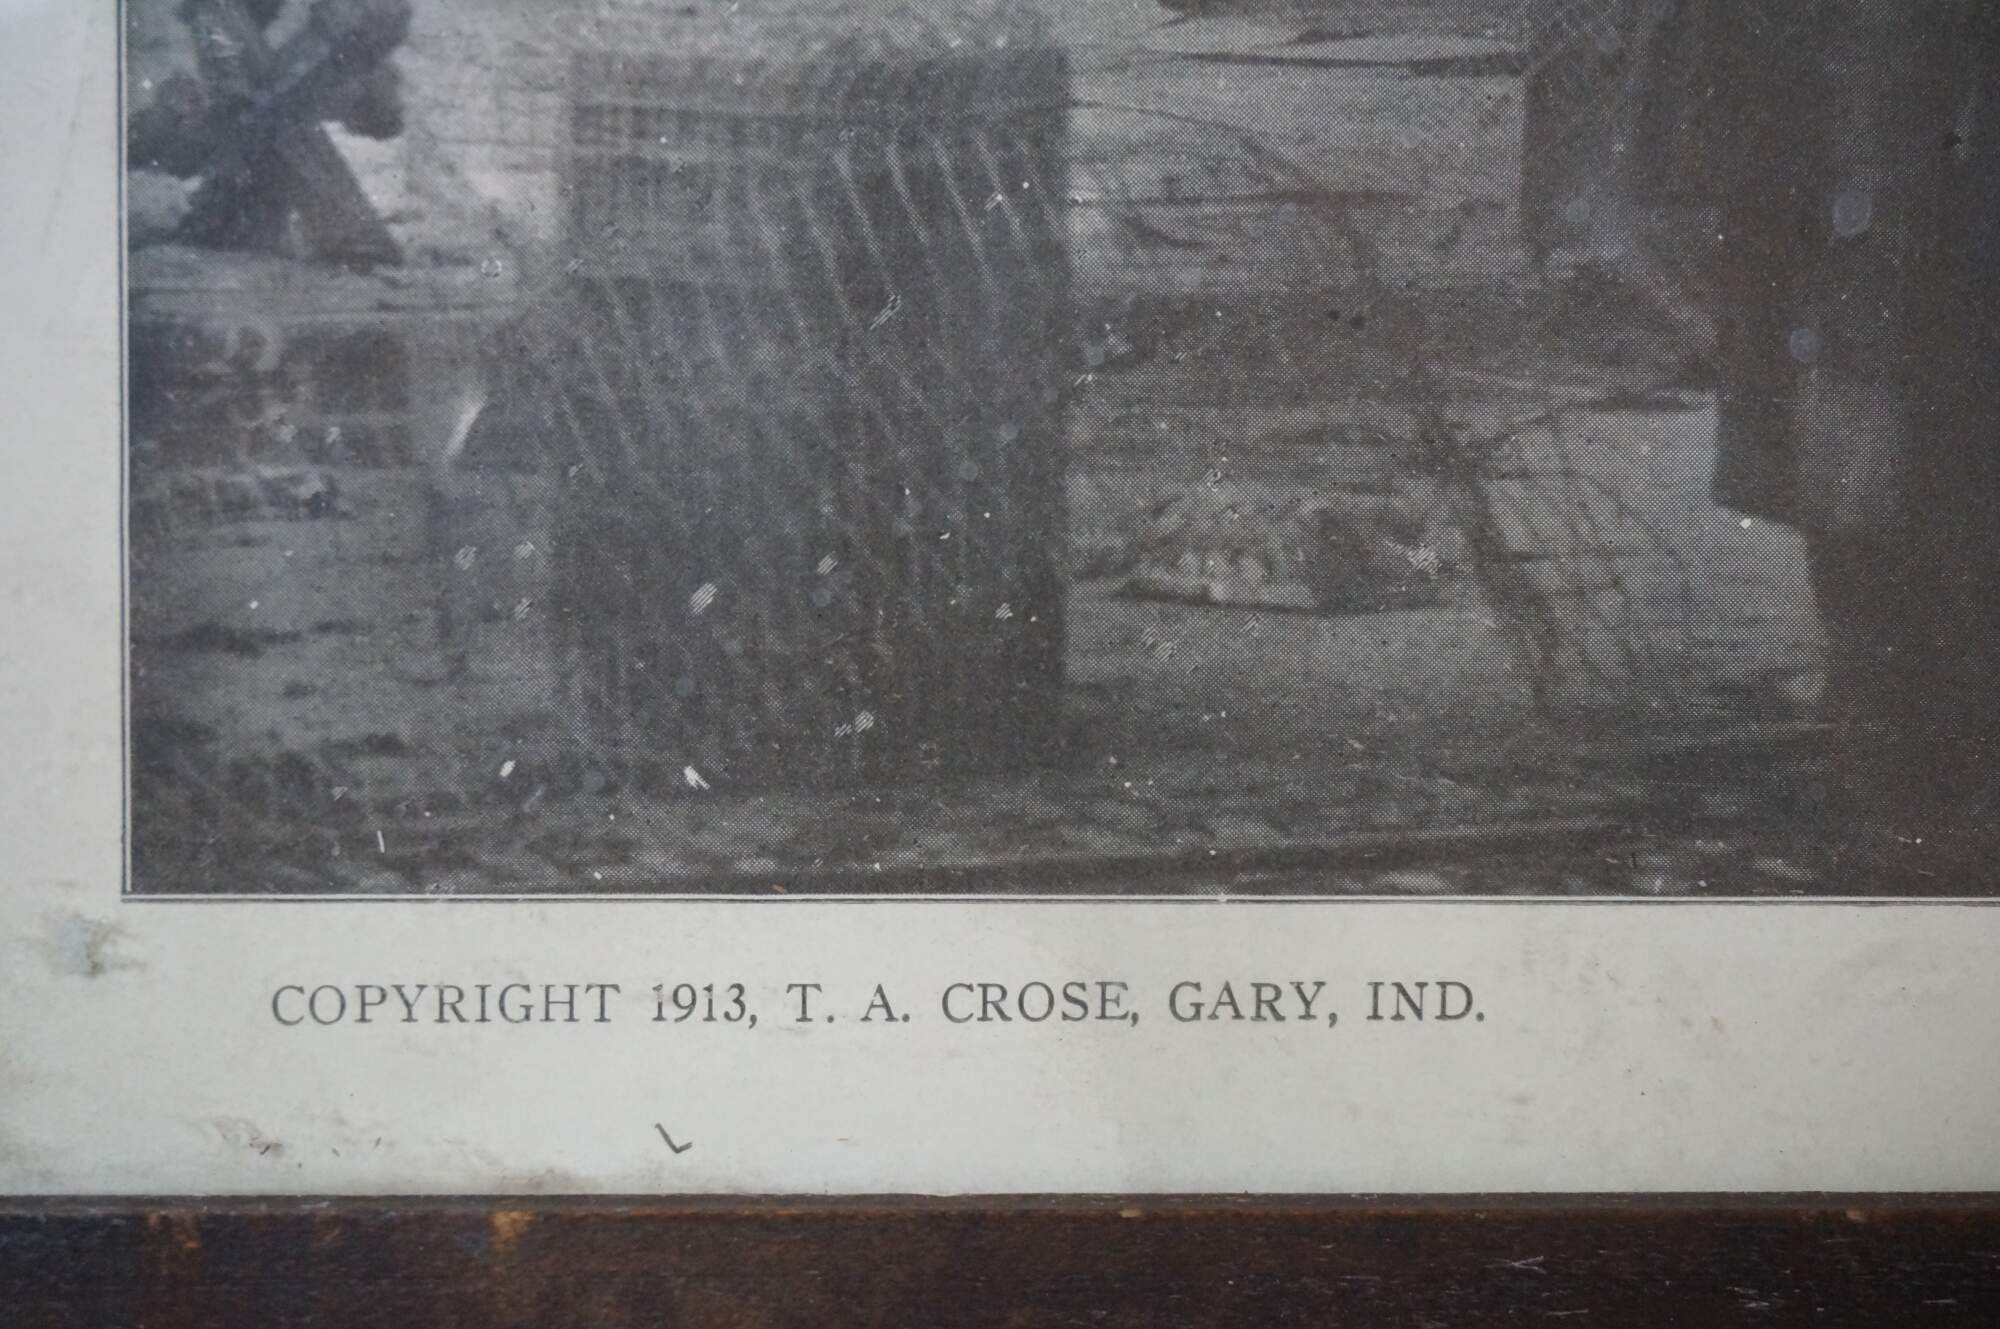 COPYRIGHT 1913, T. A. CROSE, GARY, IND.